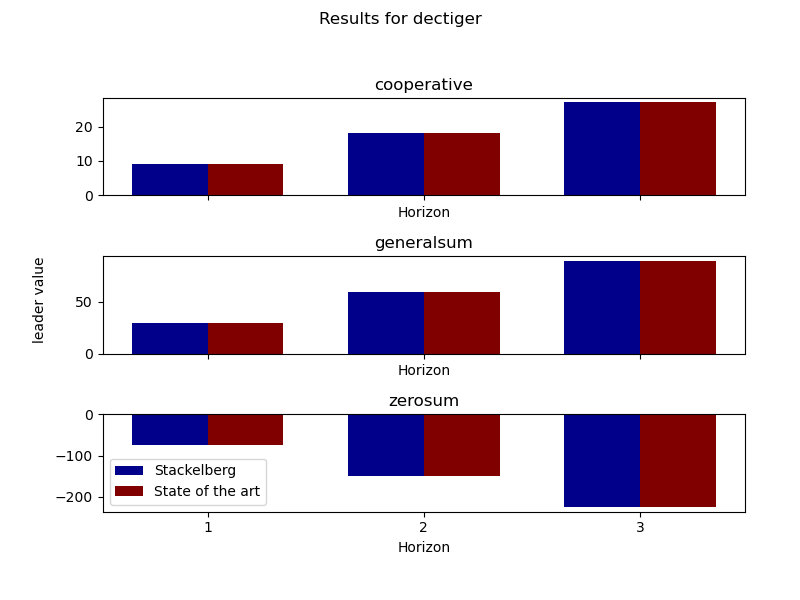 Results for dectiger
cooperative
20
10
0
Horizon
generalsum
leader value
50
0
Horizon
zerosum
0
−100
−200
Stackelberg
State of the art
1 2 3
Horizon